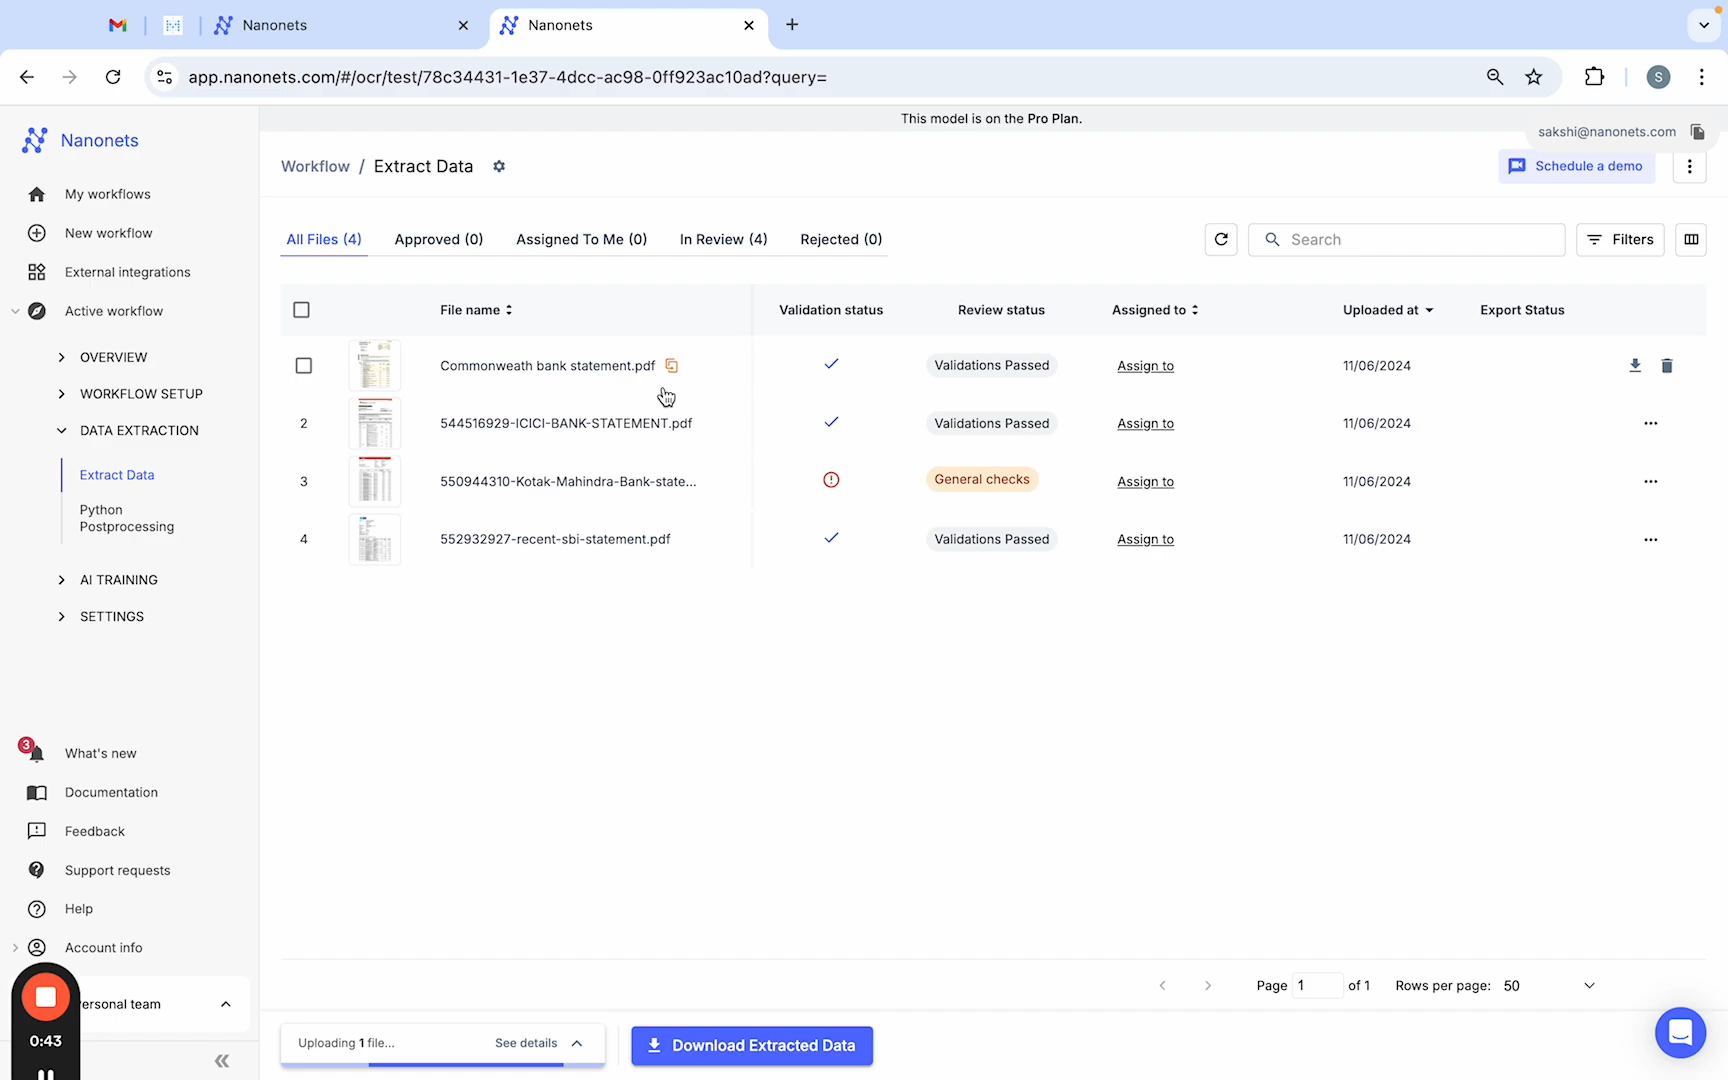 Nanonets
Nanonets
app.nanonets.com/#/ocr/test/78c34431-1e37-4dcc-ac98-0ff923ac10ad?query=
S
This model is on the Pro Plan.
sakshi@nanonets.com
Nanonets
Workflow / Extract Data
Schedule a demo
My workflows
New workflow
External integrations
Active workflow
OVERVIEW
WORKFLOW SETUP
DATA EXTRACTION
Extract Data
Python
Postprocessing
AI TRAINING
SETTINGS
3
What's new
Documentation
Feedback
Support requests
Help
Account info
ersonal team
0:43
All Files (4)
Approved (0)
Assigned To Me (0)
In Review (4)
Rejected (0)
Search
Filters
File name
Validation status
Review status
Assigned to
Uploaded at
Export Status
Commonweath bank statement.pdf
Validations Passed
Assign to
11/06/2024
2
544516929-ICICI-BANK-STATEMENT.pdf
Validations Passed
Assign to
11/06/2024
3
550944310-Kotak-Mahindra-Bank-state...
General checks
Assign to
11/06/2024
4
552932927-recent-sbi-statement.pdf
Validations Passed
Assign to
11/06/2024
Page 1 of 1
Rows per page: 50
Uploading 1 file...
See details
Download Extracted Data